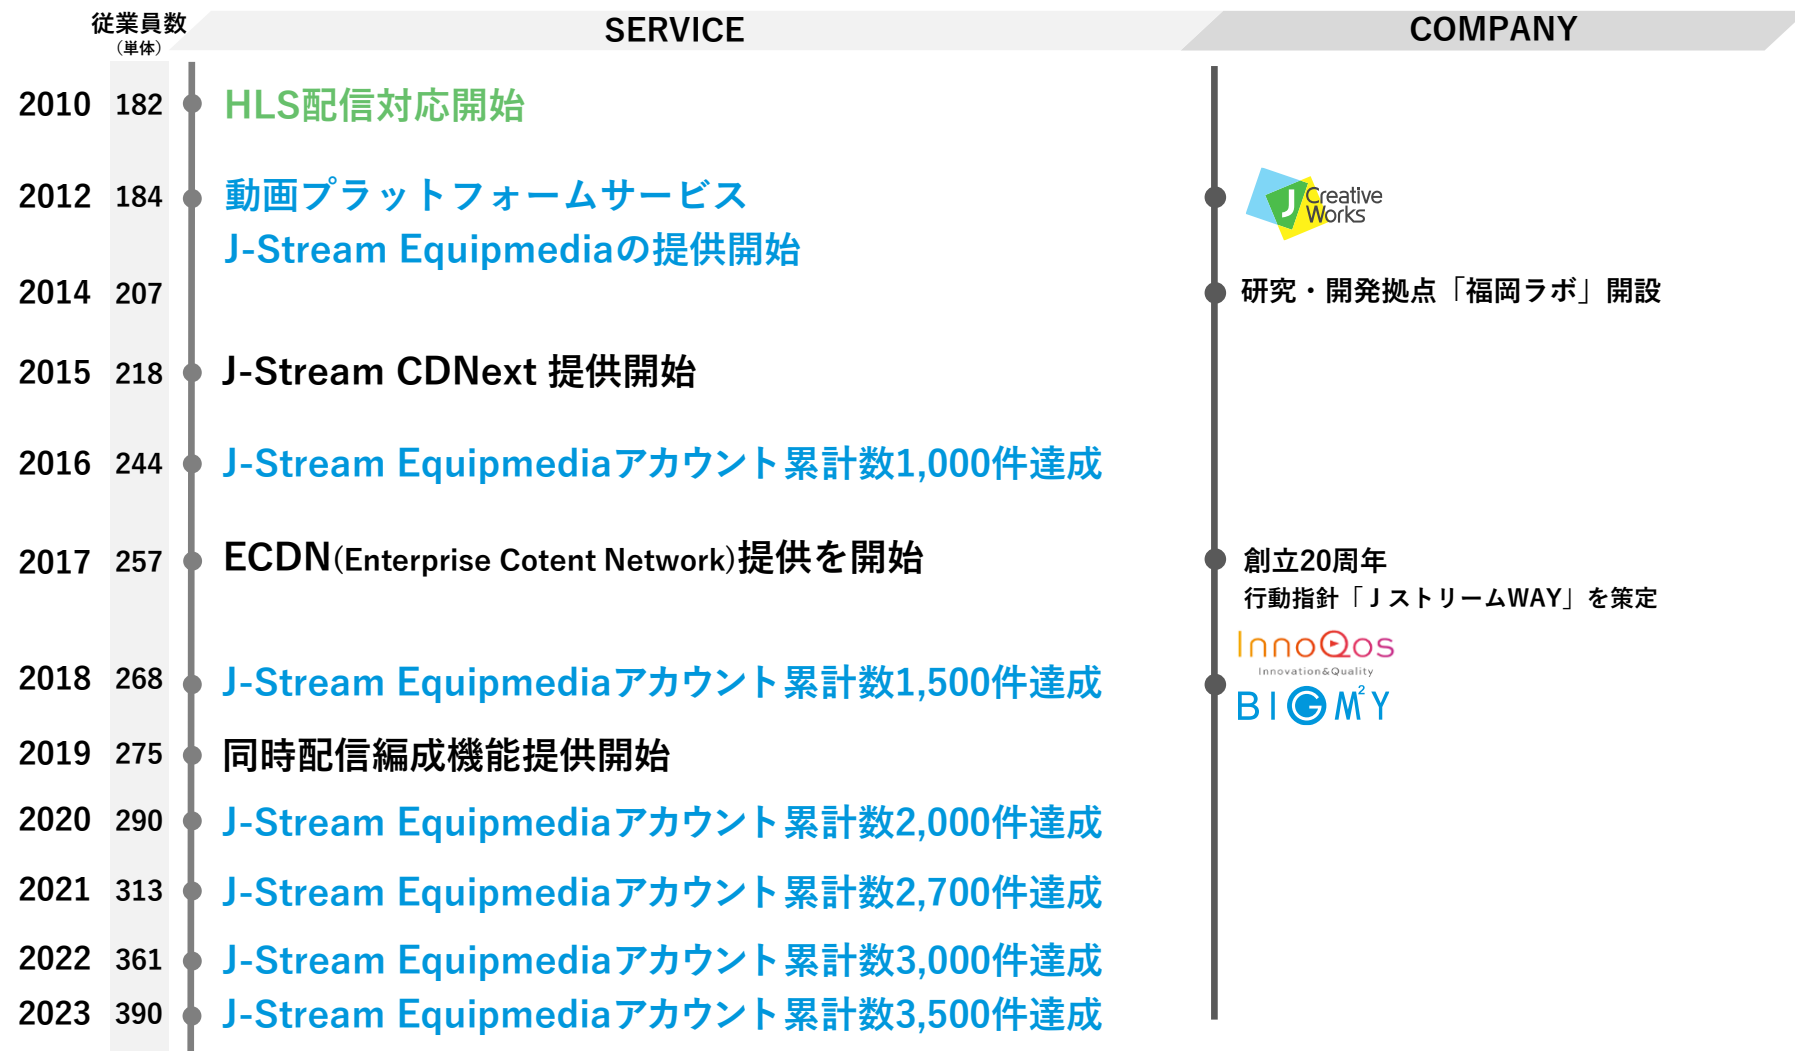 従業員数
(単体)
SERVICE
COMPANY
2010 182 HLS配信対応開始
2012 184 動画プラットフォームサービス
J-Stream Equipmediaの提供開始
J Creative
Works
2014 207 研究・開発拠点「福岡ラボ」開設
2015 218 J-Stream CDNext 提供開始
2016 244 J-Stream Equipmediaアカウント累計数1,000件達成
2017 257 ECDN(Enterprise Cotent Network)提供を開始
創立20周年
行動指針「ＪストリームWAY」を策定
InnoQos
Innovation&Quality
2018 268 J-Stream Equipmediaアカウント累計数1,500件達成
BIGM²Y
2019 275 同時配信編成機能提供開始
2020 290 J-Stream Equipmediaアカウント累計数2,000件達成
2021 313 J-Stream Equipmediaアカウント累計数2,700件達成
2022 361 J-Stream Equipmediaアカウント累計数3,000件達成
2023 390 J-Stream Equipmediaアカウント累計数3,500件達成